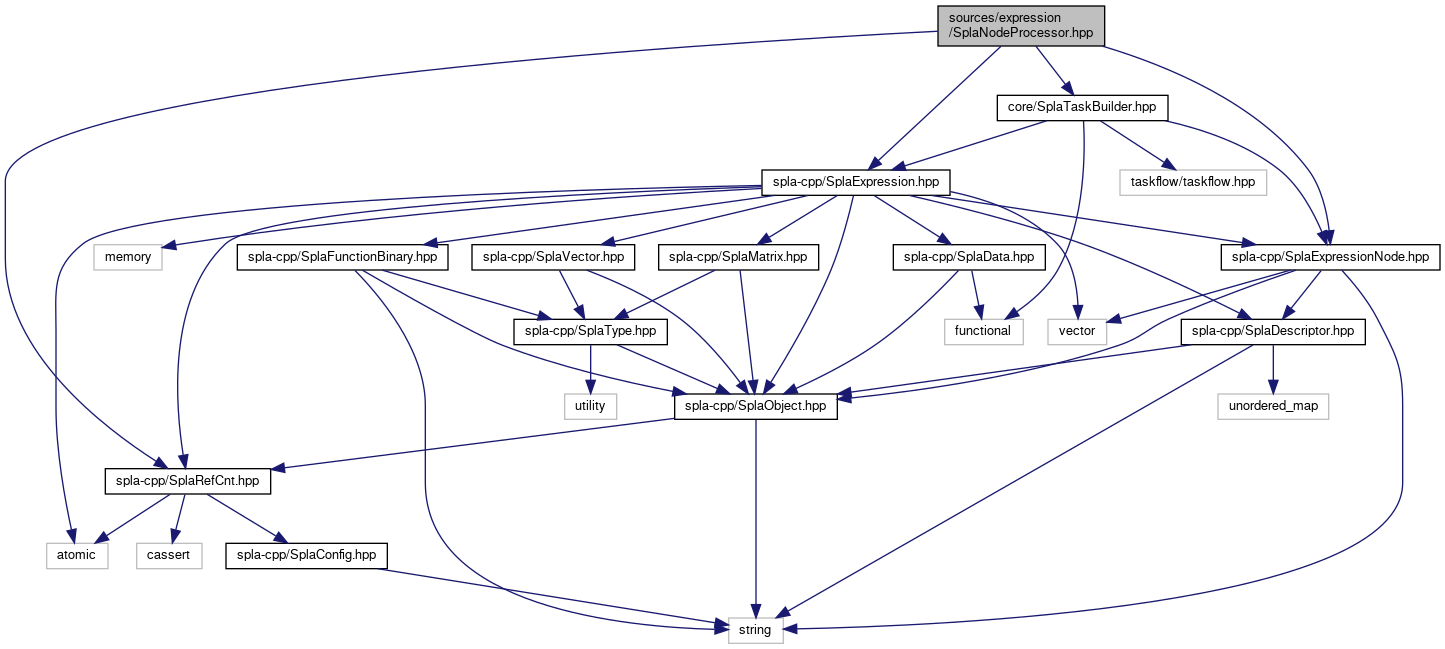 sources/expression
/SplaNodeProcessor.hpp
core/SplaTaskBuilder.hpp
spla-cpp/SplaExpression.hpp
taskflow/taskflow.hpp
memory
spla-cpp/SplaFunctionBinary.hpp
spla-cpp/SplaVector.hpp
spla-cpp/SplaMatrix.hpp
spla-cpp/SplaData.hpp
spla-cpp/SplaExpressionNode.hpp
spla-cpp/SplaType.hpp
functional
vector
spla-cpp/SplaDescriptor.hpp
utility
spla-cpp/SplaObject.hpp
unordered_map
spla-cpp/SplaRefCnt.hpp
atomic
cassert
spla-cpp/SplaConfig.hpp
string